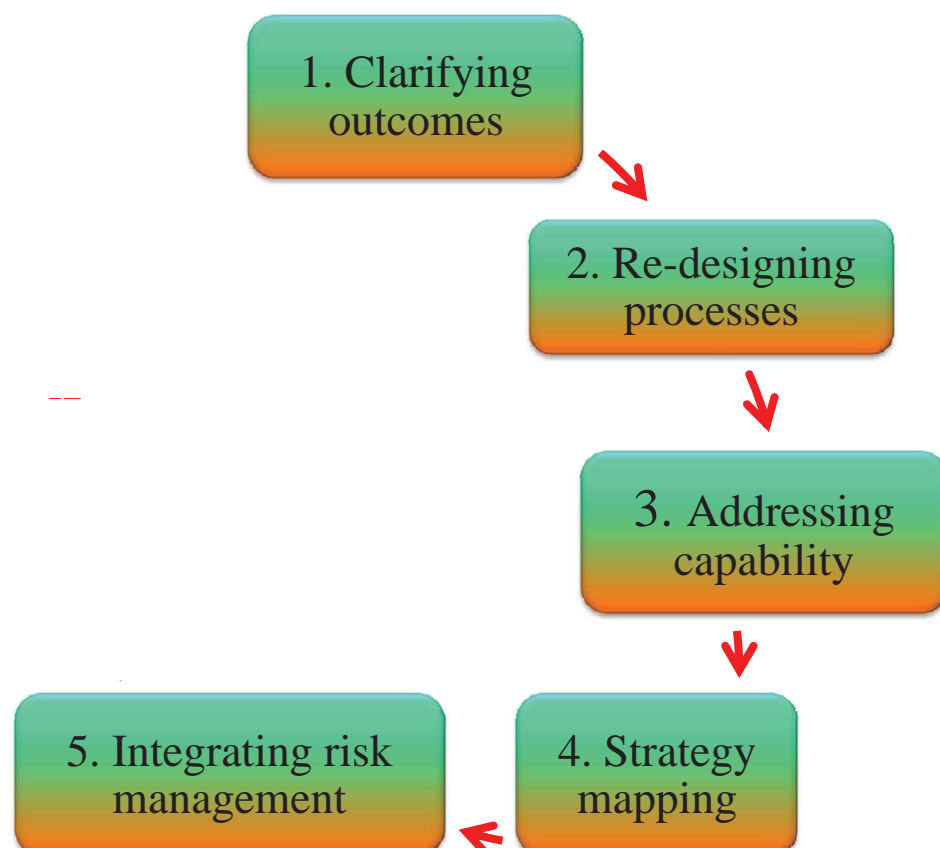 1. Clarifying
outcomes
2. Re-designing
processes
3. Addressing
capability
4. Strategy
mapping
5. Integrating risk
management